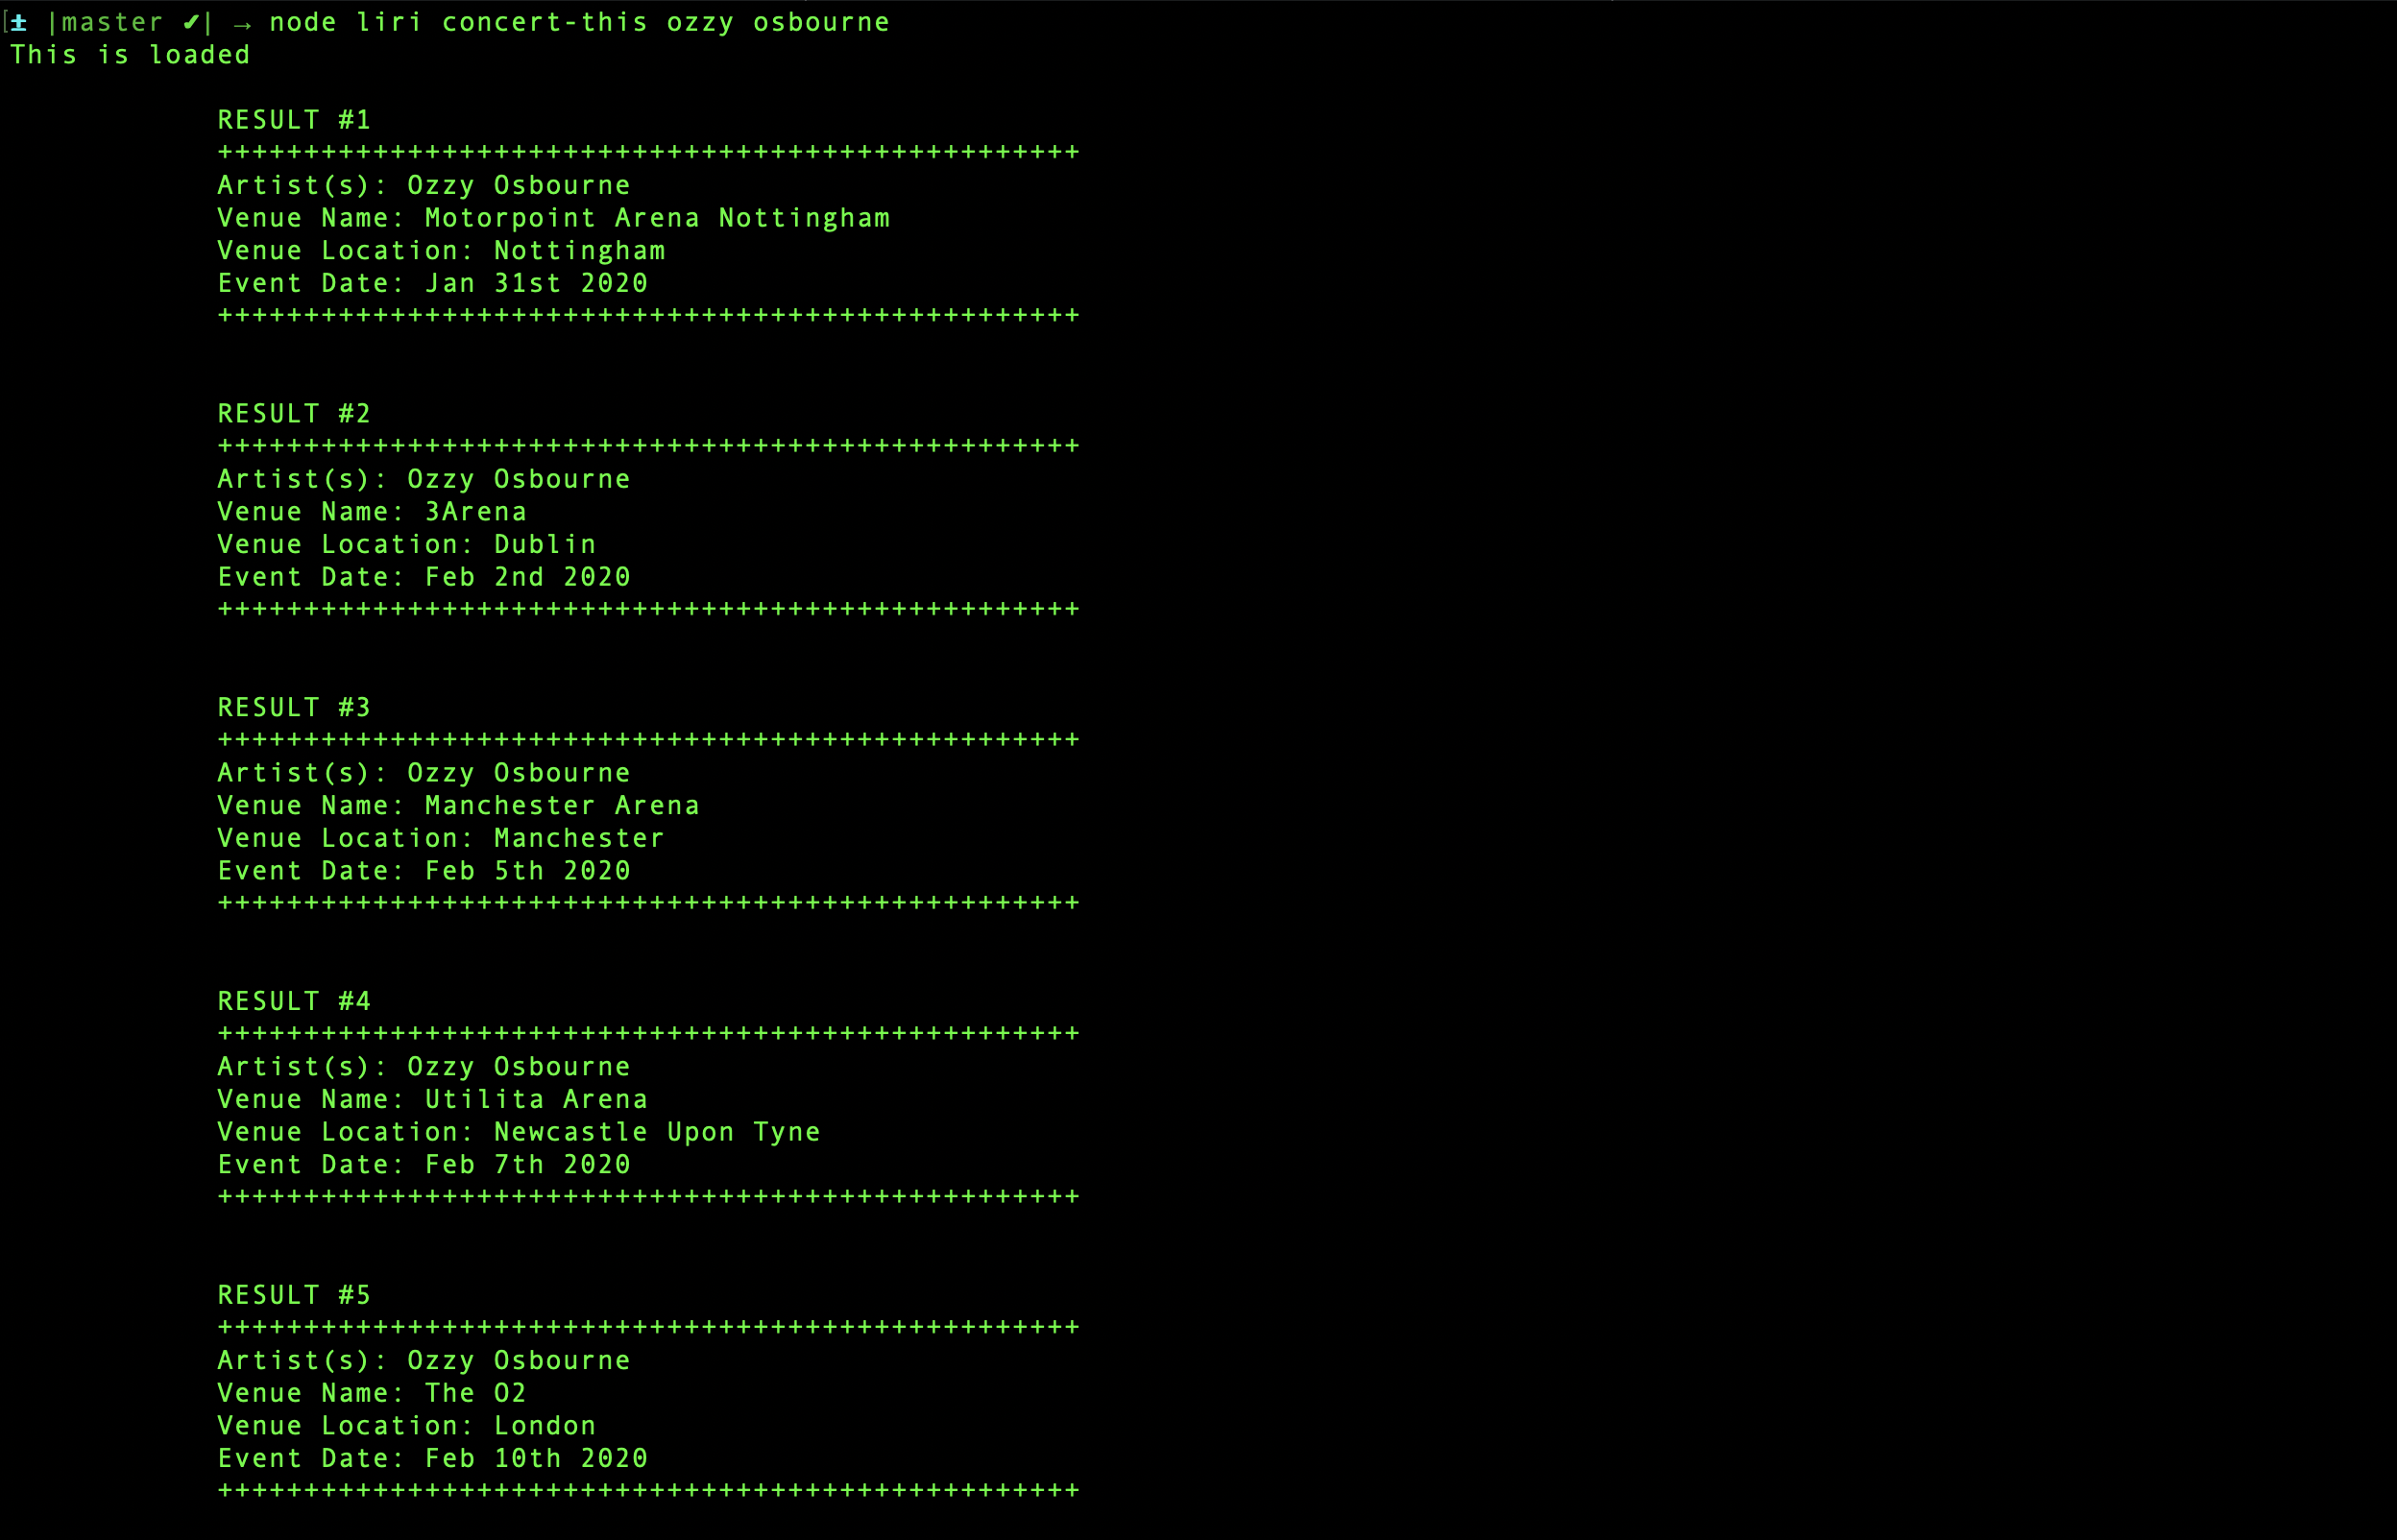 [± |master ✔| → node liri concert-this ozzy osbourne
This is loaded
RESULT #1
++++++++++++++++++++++++++++++++++++++++++++++++++
Artist(s): Ozzy Osbourne
Venue Name: Motorpoint Arena Nottingham
Venue Location: Nottingham
Event Date: Jan 31st 2020
++++++++++++++++++++++++++++++++++++++++++++++++++
RESULT #2
++++++++++++++++++++++++++++++++++++++++++++++++++
Artist(s): Ozzy Osbourne
Venue Name: 3Arena
Venue Location: Dublin
Event Date: Feb 2nd 2020
++++++++++++++++++++++++++++++++++++++++++++++++++
RESULT #3
++++++++++++++++++++++++++++++++++++++++++++++++++
Artist(s): Ozzy Osbourne
Venue Name: Manchester Arena
Venue Location: Manchester
Event Date: Feb 5th 2020
++++++++++++++++++++++++++++++++++++++++++++++++++
RESULT #4
++++++++++++++++++++++++++++++++++++++++++++++++++
Artist(s): Ozzy Osbourne
Venue Name: Utilita Arena
Venue Location: Newcastle Upon Tyne
Event Date: Feb 7th 2020
++++++++++++++++++++++++++++++++++++++++++++++++++
RESULT #5
++++++++++++++++++++++++++++++++++++++++++++++++++
Artist(s): Ozzy Osbourne
Venue Name: The O2
Venue Location: London
Event Date: Feb 10th 2020
++++++++++++++++++++++++++++++++++++++++++++++++++